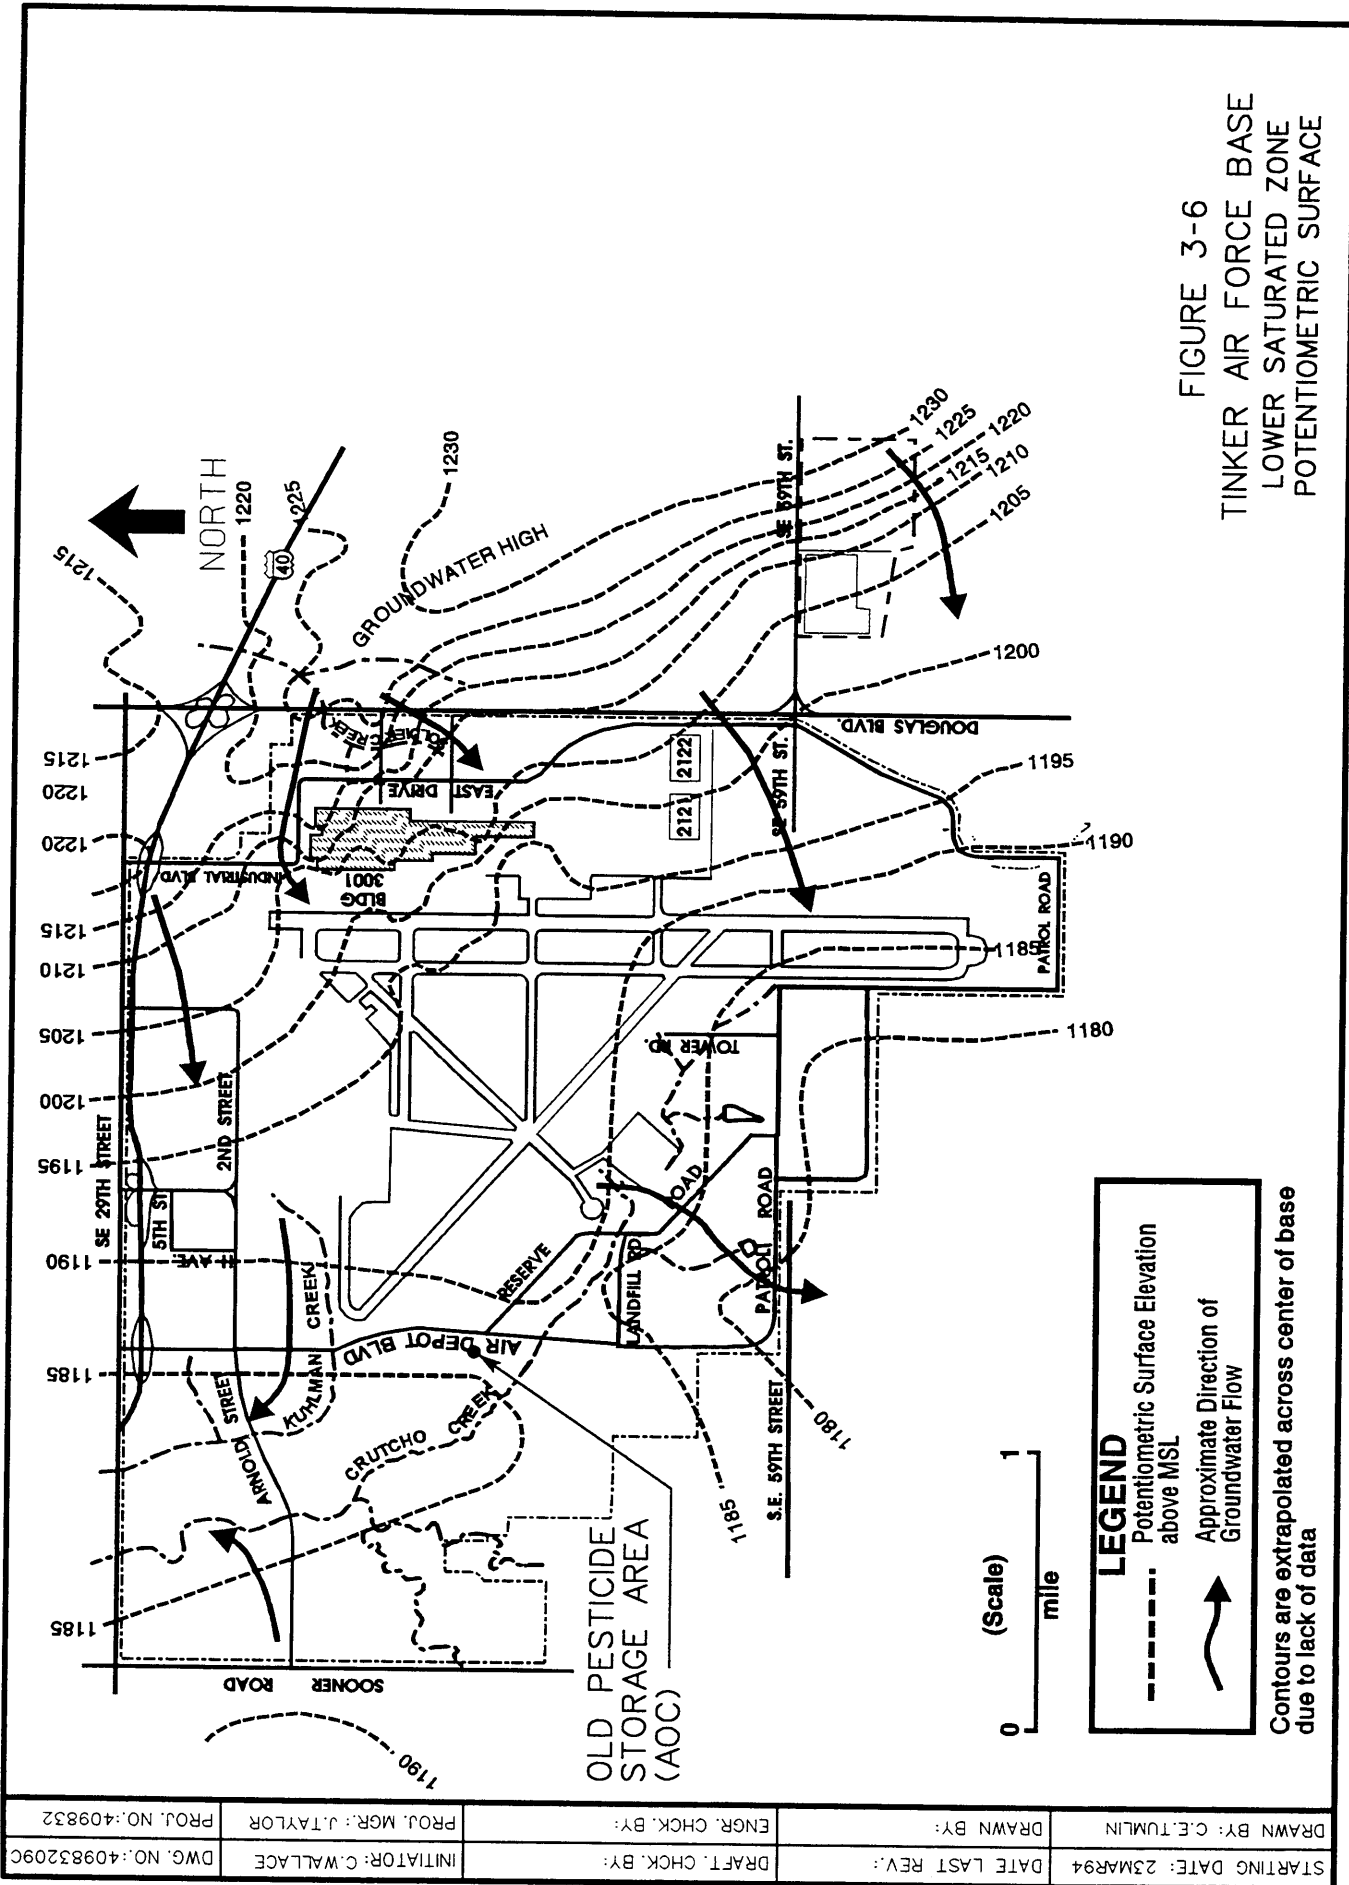 FIGURE 3-6
TINKER AIR FORCE BASE
LOWER SATURATED ZONE
POTENTIOMETRIC SURFACE
NORTH
1215
1220
1225
1230
40
GROUNDWATER HIGH
1230
1225
1220
1215
1210
1205
1200
1195
1190
1185
1180
SE 59TH ST.
SE 59TH ST.
DOUGLAS BLVD.
SOLDIER CREEK
EAST DRIVE
2122
212
INDUSTRIAL BLVD
BLDG
3001
PATROL ROAD
TOWER RD.
1215
1220
1220
1215
1210
1205
1200
1195
1190
1185
1185
1190
SE 29TH STREET
2ND STREET
5TH ST
H AVE
KUHLMAN CREEK
ARNOLD STREET
CRUTCHO CREEK
AIR DEPOT BLVD
RESERVE ROAD
LANDFILL RD
PATROL ROAD
S.E. 59TH STREET
1185
1180
SOONER ROAD
OLD PESTICIDE
STORAGE AREA
(AOC)
(Scale)
0
1
mile
LEGEND
Potentiometric Surface Elevation
above MSL
Approximate Direction of
Groundwater Flow
Contours are extrapolated across center of base
due to lack of data
STARTING DATE: 23MAR94
DATE LAST REV.:
DRAFT. CHCK. BY:
INITIATOR: C.WALLACE
DWG. NO.:40983209C
DRAWN BY: C.E.TUMLIN
DRAWN BY:
ENGR. CHCK. BY:
PROJ. MGR.: J.TAYLOR
PROJ. NO.:409832